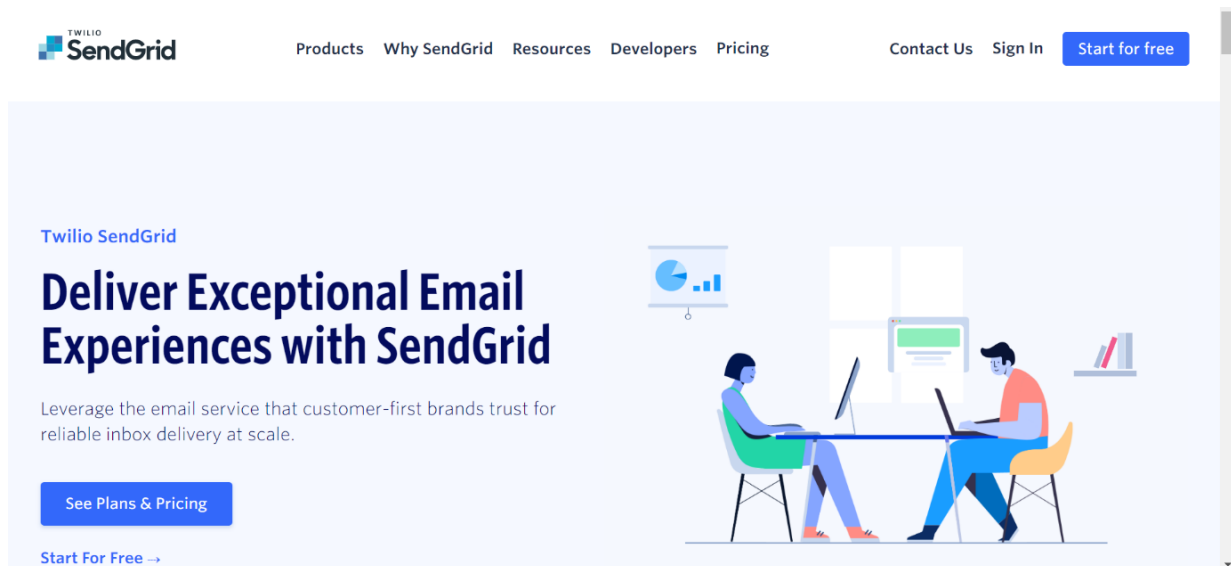 TWILIO
SendGrid
Products Why SendGrid Resources Developers Pricing
Contact Us Sign In Start for free
Twilio SendGrid
Deliver Exceptional Email
Experiences with SendGrid
Leverage the email service that customer-first brands trust for
reliable inbox delivery at scale.
See Plans & Pricing
Start For Free →